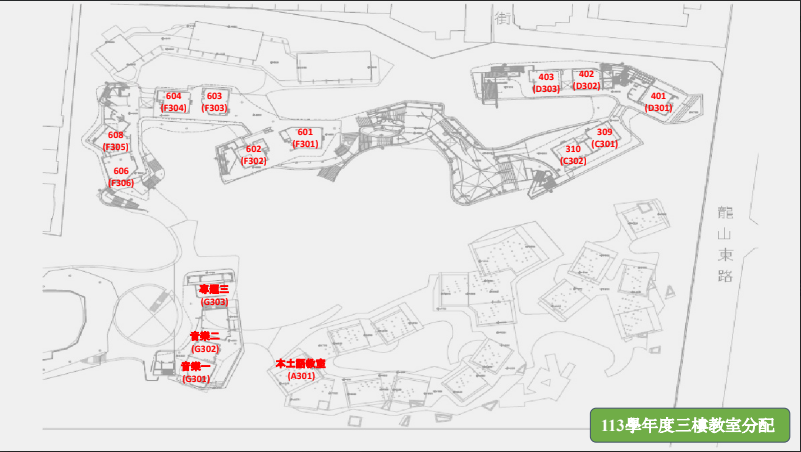 街
403
(D303)
402
(D302)
401
(D301)
604
(F304)
603
(F303)
608
(F305)
606
(F306)
602
(F302)
601
(F301)
309
(C301)
310
(C302)
龍山東路
專題三
(G303)
音樂二
(G302)
音樂一
(G301)
本土語教室
(A301)
113學年度三樓教室分配